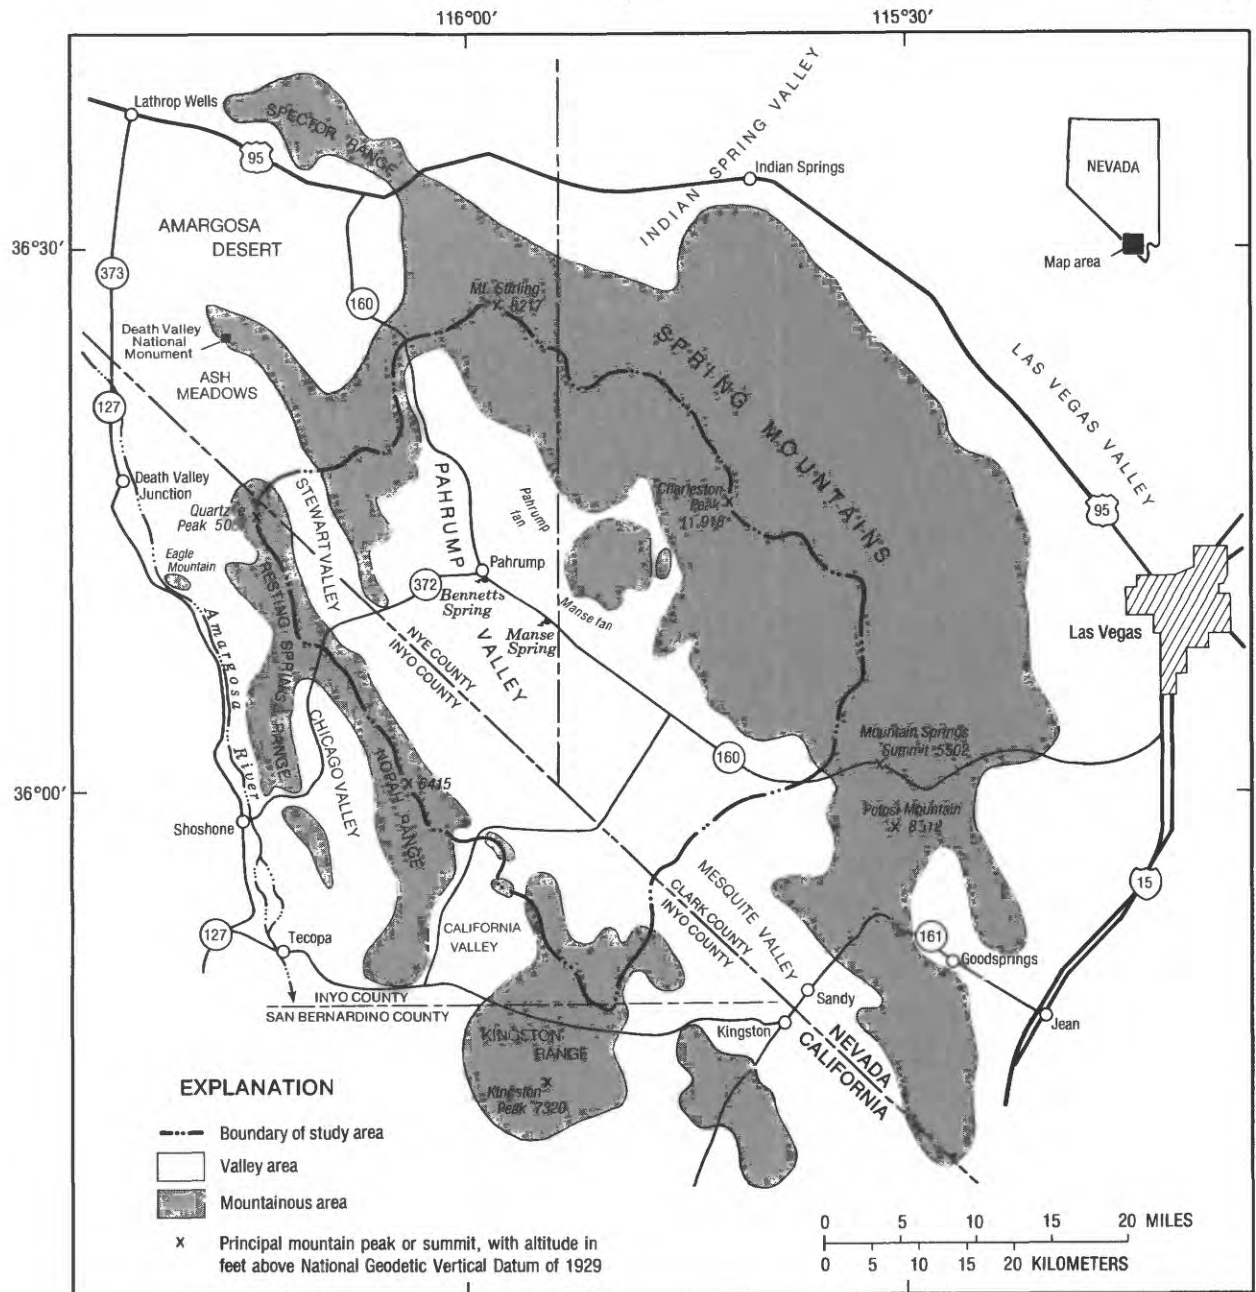 116°00'
115°30'
36°30'
36°00'
Lathrop Wells
SPECTOR RANGE
95
INDIAN SPRING VALLEY
Indian Springs
NEVADA
Map area
AMARGOSA
DESERT
373
160
Mt. Stirling
X 8217
Death Valley
National
Monument
ASH
MEADOWS
SPRING MOUNTAINS
LAS VEGAS VALLEY
127
Death Valley
Junction
Quartz
Peak
STEWART VALLEY
PAHRUMP
VALLEY
Pahrump
fan
Charleston
Peak
11,918
95
Eagle
Mountain
RESTING SPRINGS RANGE
Pahrump
372
Bennetts
Spring
Manse
Spring
Manse fan
Las Vegas
Amargosa
River
NYE COUNTY
INYO COUNTY
CHICAGO VALLEY
NOPAH RANGE
6415
160
Mountain Springs
Summit 5502
Potosi Mountain
X 8512
Shoshone
15
MESQUITE VALLEY
CLARK COUNTY
INYO COUNTY
127
Tecopa
CALIFORNIA
VALLEY
161
Goodsprings
INYO COUNTY
SAN BERNARDINO COUNTY
Sandy
Kingston
Jean
KINGSTON
RANGE
NEVADA
CALIFORNIA
Kingston
Peak 7320
EXPLANATION
Boundary of study area
Valley area
Mountainous area
X Principal mountain peak or summit, with altitude in
feet above National Geodetic Vertical Datum of 1929
0 5 10 15 20 MILES
0 5 10 15 20 KILOMETERS